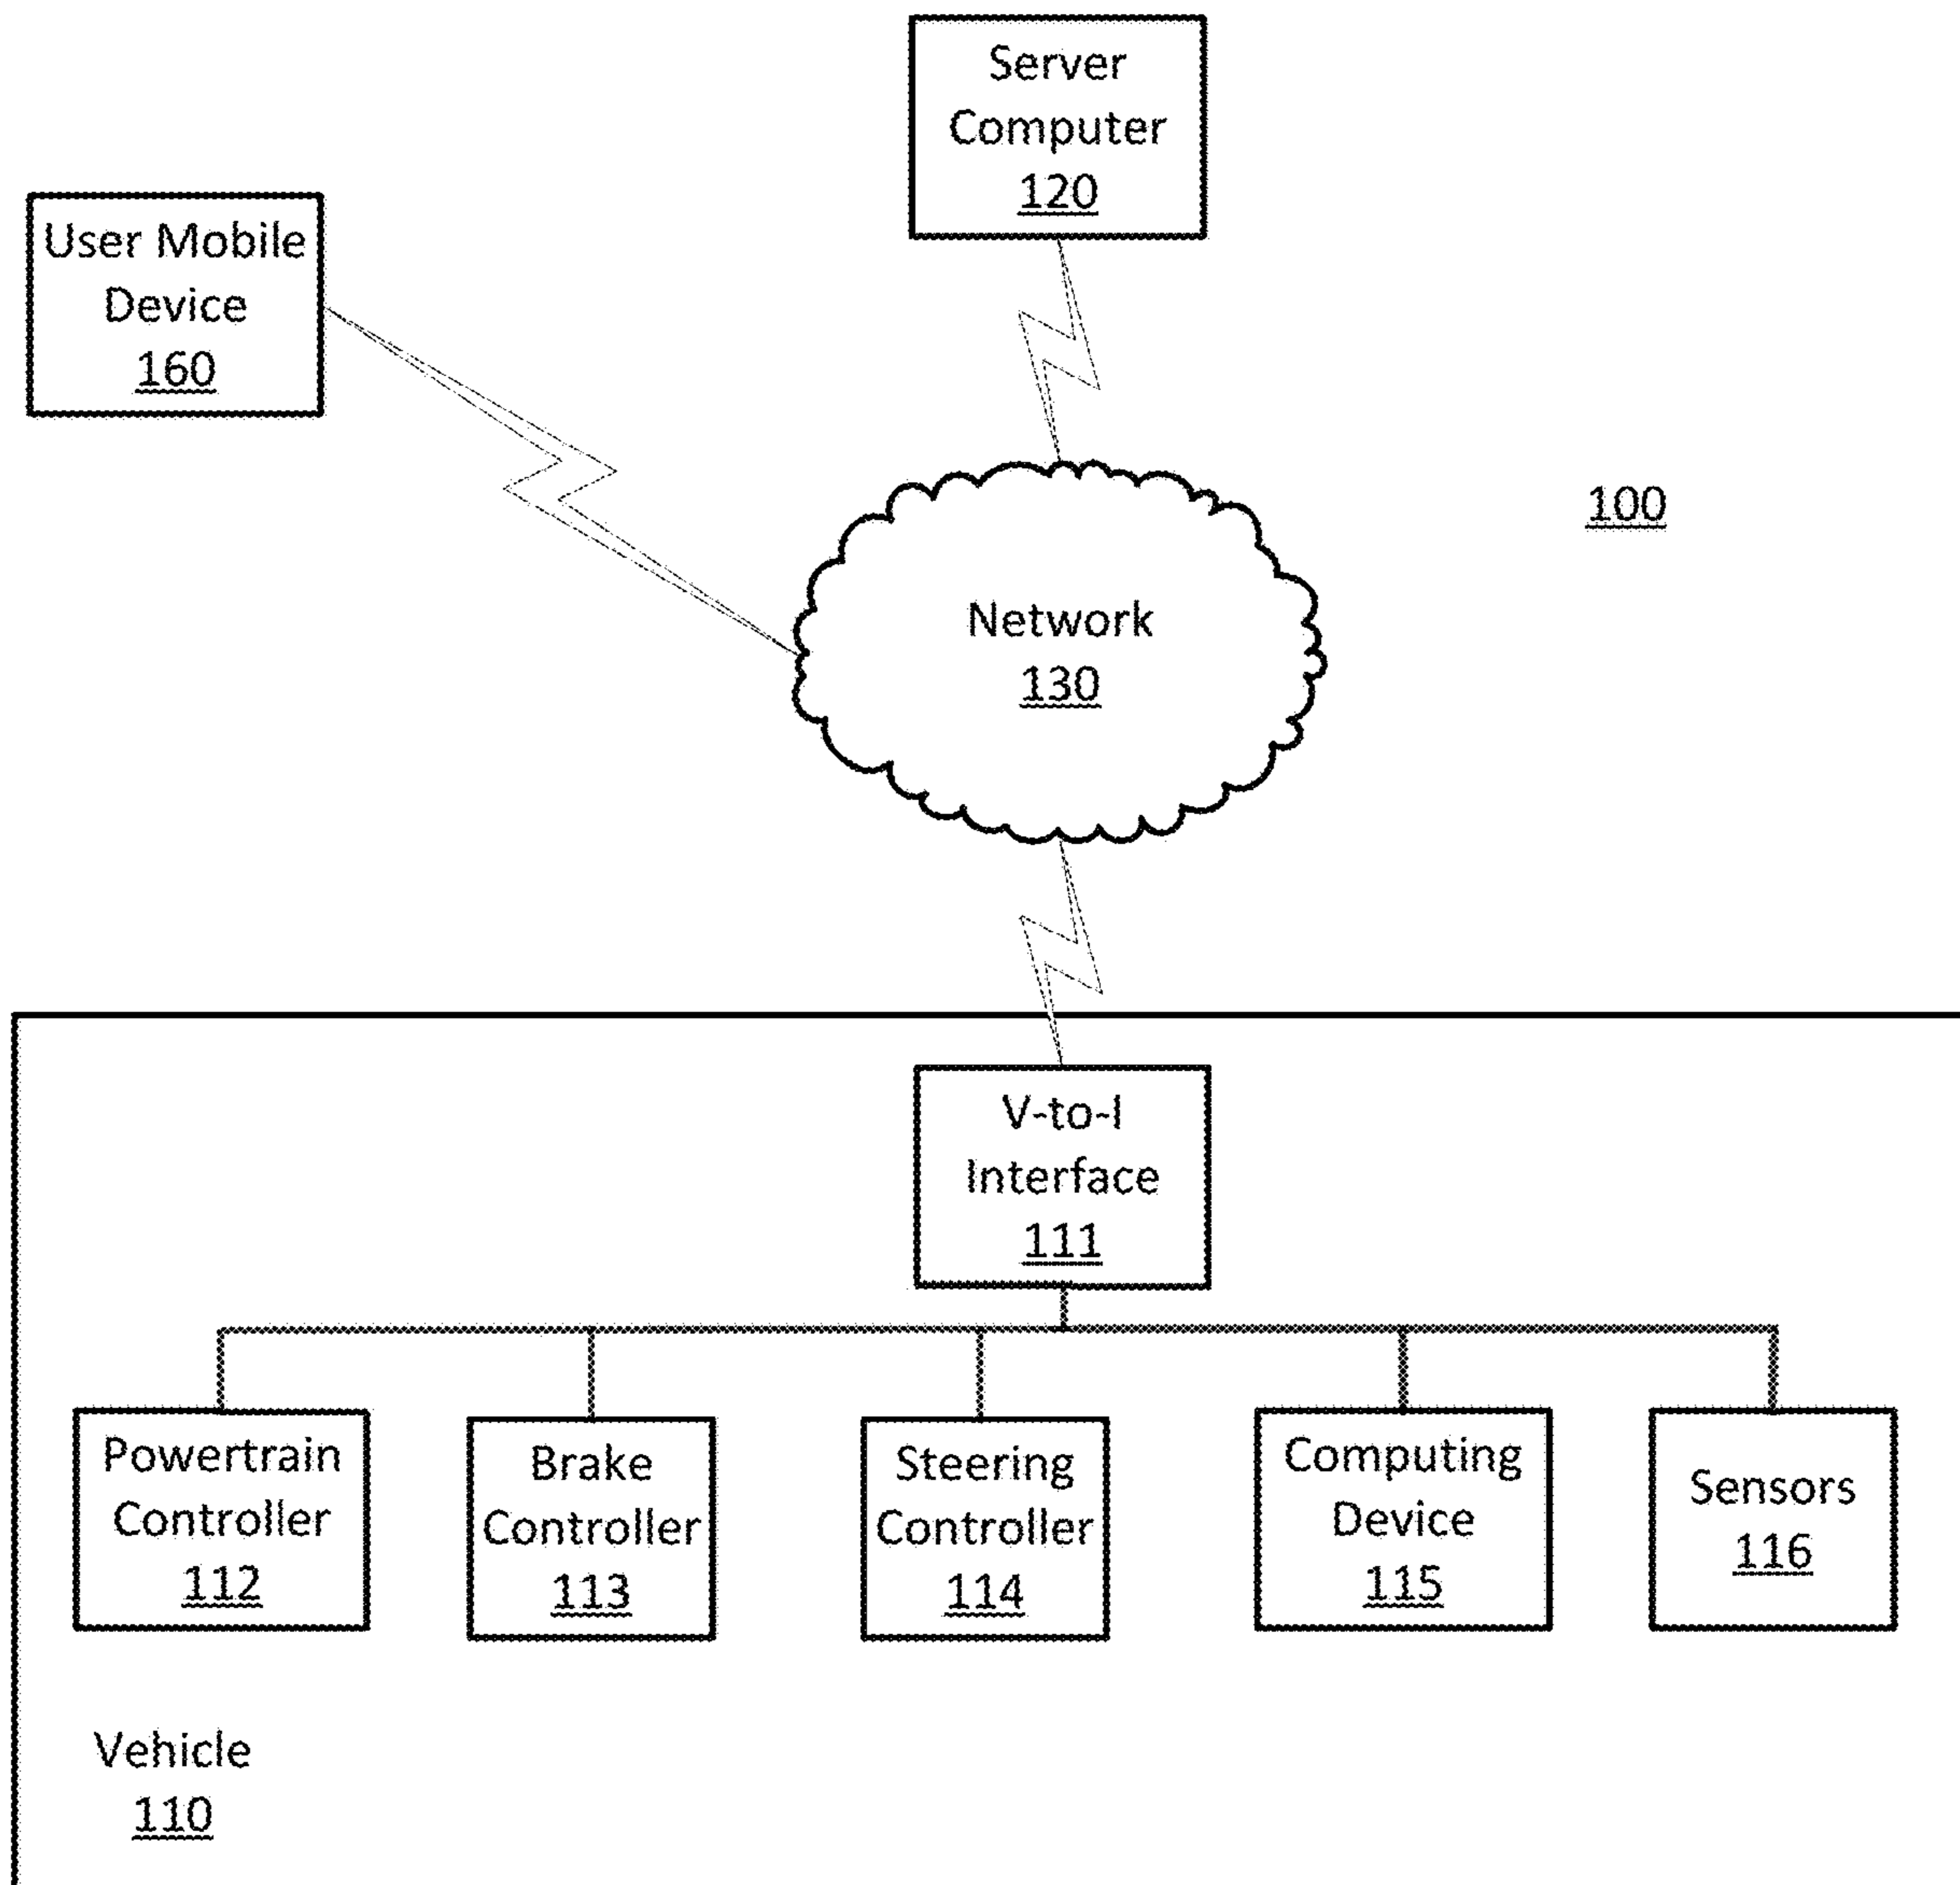 Server
Computer
120
User Mobile
Device
160
100
Network
130
V-to-I
Interface
111
Powertrain
Controller
112
Brake
Controller
113
Steering
Controller
114
Computing
Device
115
Sensors
116
Vehicle
110